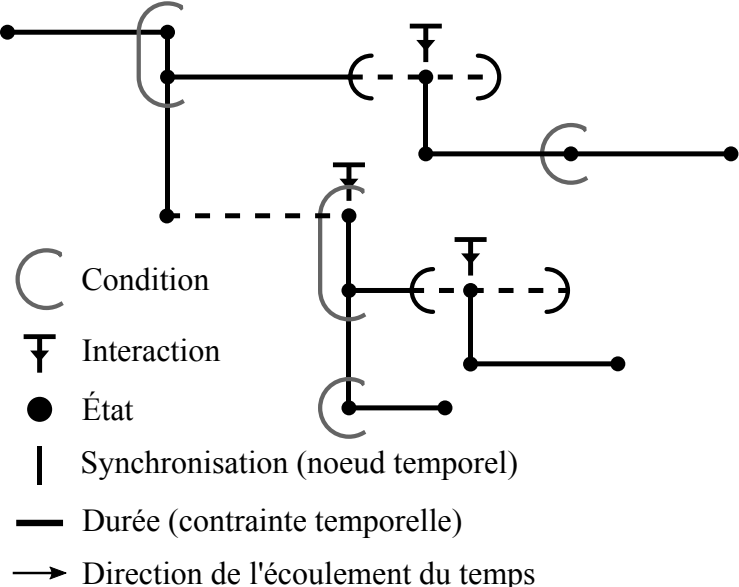 Condition
Interaction
État
Synchronisation (noeud temporel)
Durée (contrainte temporelle)
Direction de l'écoulement du temps